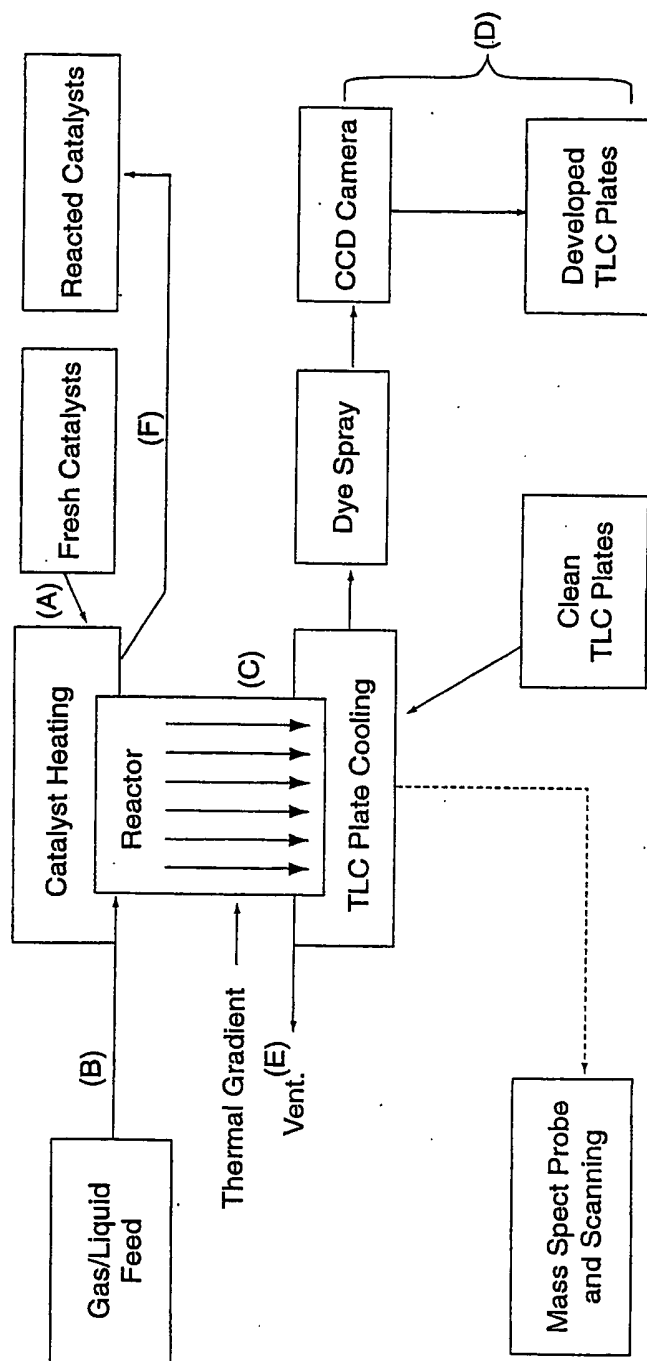 Gas/Liquid
Feed
(B)
Catalyst Heating
(A)
Fresh Catalysts
Reacted Catalysts
(F)
Reactor
(C)
Thermal Gradient
(E)
Vent.
TLC Plate Cooling
Dye Spray
CCD Camera
(D)
Mass Spect Probe
and Scanning
Clean
TLC Plates
Developed
TLC Plates